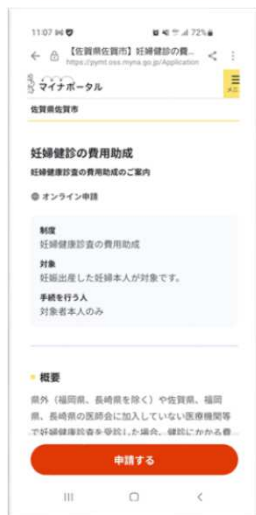 11:07
72%
【佐賀県佐賀市】妊婦健診の費...
https://pymt.oss.myna.go.jp/Application
マイナポータル
佐賀県佐賀市
妊婦健診の費用助成
妊婦健康診査の費用助成のご案内
オンライン申請
制度
妊婦健康診査の費用助成
対象
妊娠出産した妊婦本人が対象です。
手続を行う人
対象者本人のみ
概要
県外（福岡県、長崎県を除く）や佐賀県、福岡
県、長崎県の医師会に加入していない医療機関等
で妊婦健康診査を受診した場合、健診にかかる費
申請する